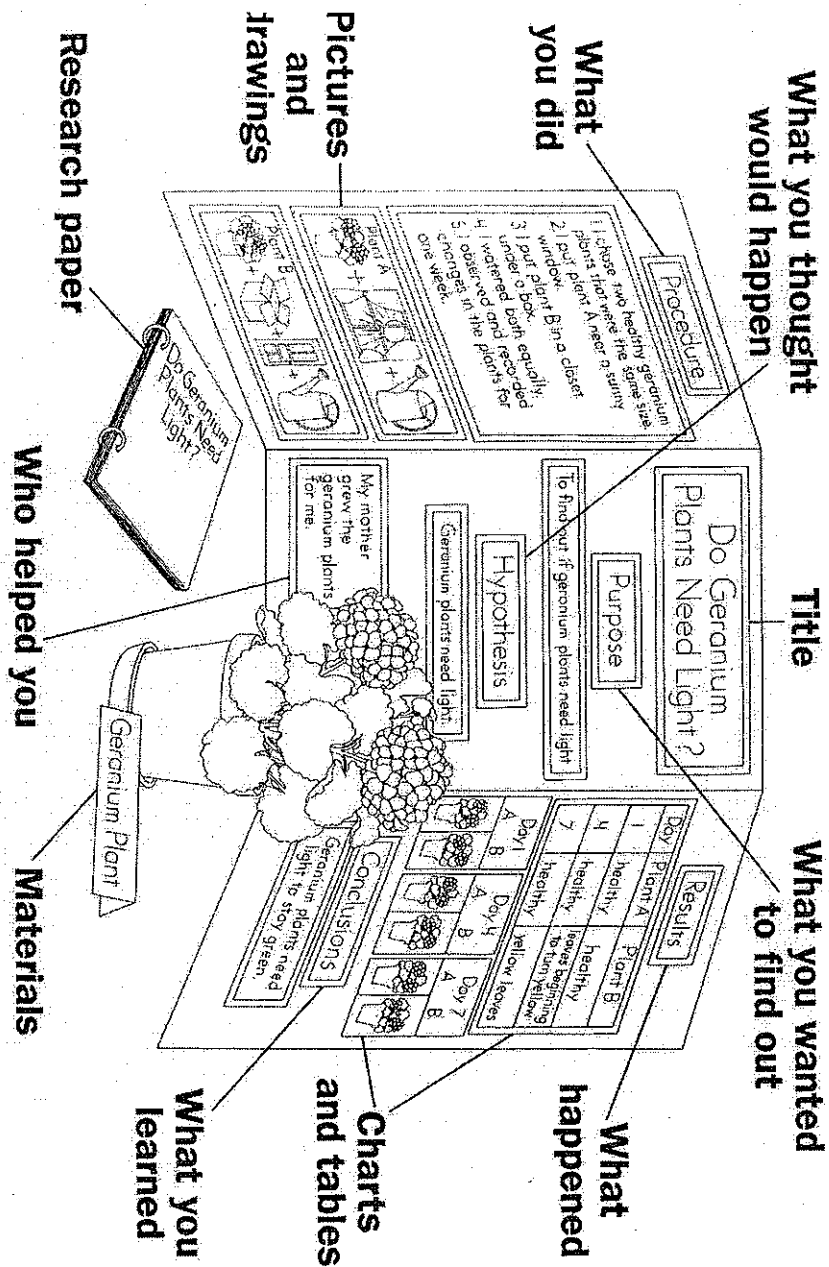 What you thought
would happen
Title
What you wanted
to find out
What
you did
What
happened
Pictures
and
drawings
Charts
and tables
Research paper
Who helped you
Materials
What you
learned
Procedure
1. I chose two healthy geranium
plants that were the same size.
2. I put plant A near a sunny
window.
3. I put plant B in a closet
under a box.
4. I watered both equally.
5. I observed and recorded
changes in the plants for
one week.
Plant A
+
+
Plant B
+
+
+
Do Geranium
Plants Need Light?
Purpose
To find out if geranium plants need light
Hypothesis
Geranium plants need light.
My mother
grew the
geranium plants
for me.
Results
Day Plant A Plant B
1 healthy healthy
4 healthy leaves beginning
to turn yellow
7 healthy yellow leaves
Day 1 Day 4 Day 7
A B A B A B
Conclusions
Geranium plants need
light to stay green.
Do Geranium
Plants Need
Light?
Geranium Plant